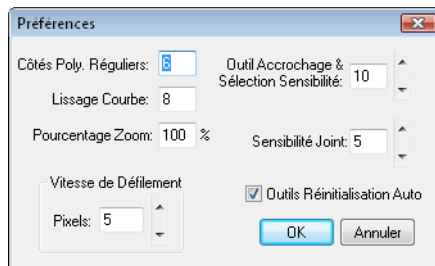 Préférences
Côtés Poly. Réguliers: 6
Outil Accrochage &
Sélection Sensibilité: 10
Lissage Courbe: 8
Pourcentage Zoom: 100 %
Sensibilité Joint: 5
Vitesse de Défilement
Pixels: 5
Outils Réinitialisation Auto
OK
Annuler